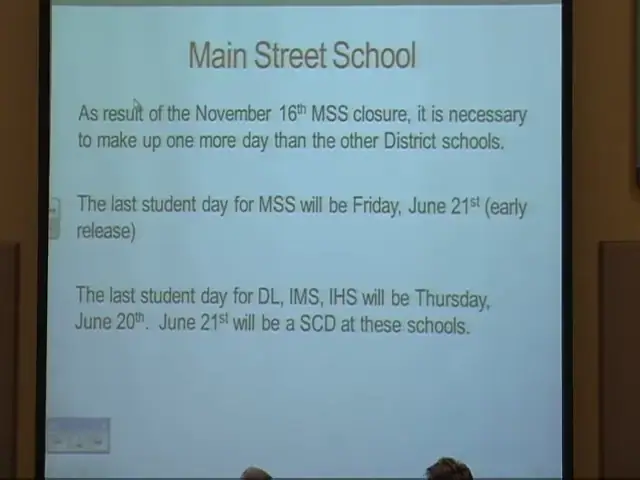 Main Street School
As result of the November 16th MSS closure, it is necessary
to make up one more day than the other District schools.
The last student day for MSS will be Friday, June 21st (early
release)
The last student day for DL, IMS, IHS will be Thursday,
June 20th. June 21st will be a SCD at these schools.